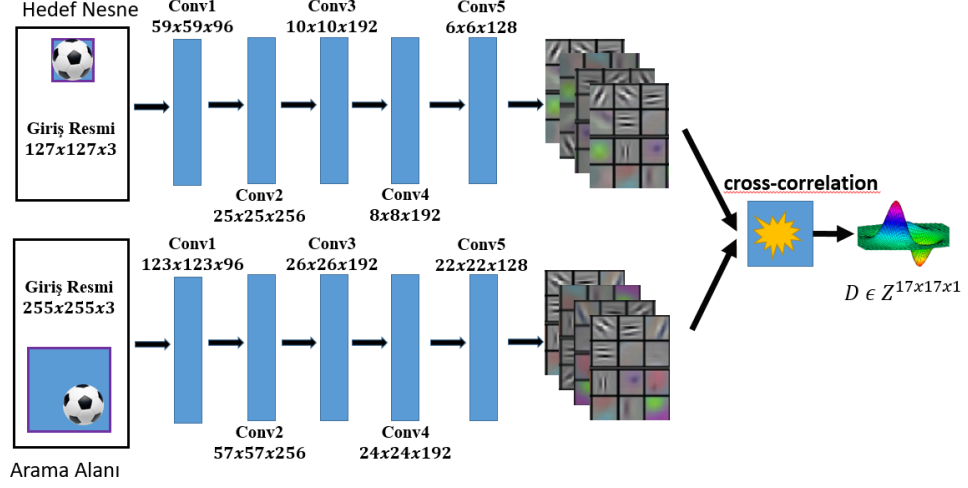 Hedef Nesne
Conv1
59x59x96
Conv3
10x10x192
Conv5
6x6x128
Giriş Resmi
127x127x3
Conv2
25x25x256
Conv4
8x8x192
cross-correlation
D ϵ Z^17x17x1
Conv1
123x123x96
Conv3
26x26x192
Conv5
22x22x128
Giriş Resmi
255x255x3
Conv2
57x57x256
Conv4
24x24x192
Arama Alanı